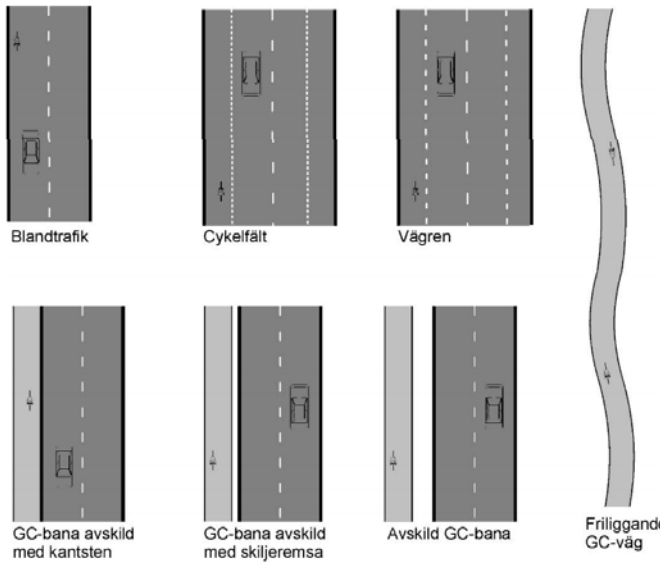 Blandtrafik
Cykelfält
Vägren
GC-bana avskild
med kantsten
GC-bana avskild
med skiljeremsa
Avskild GC-bana
Friliggande
GC-väg